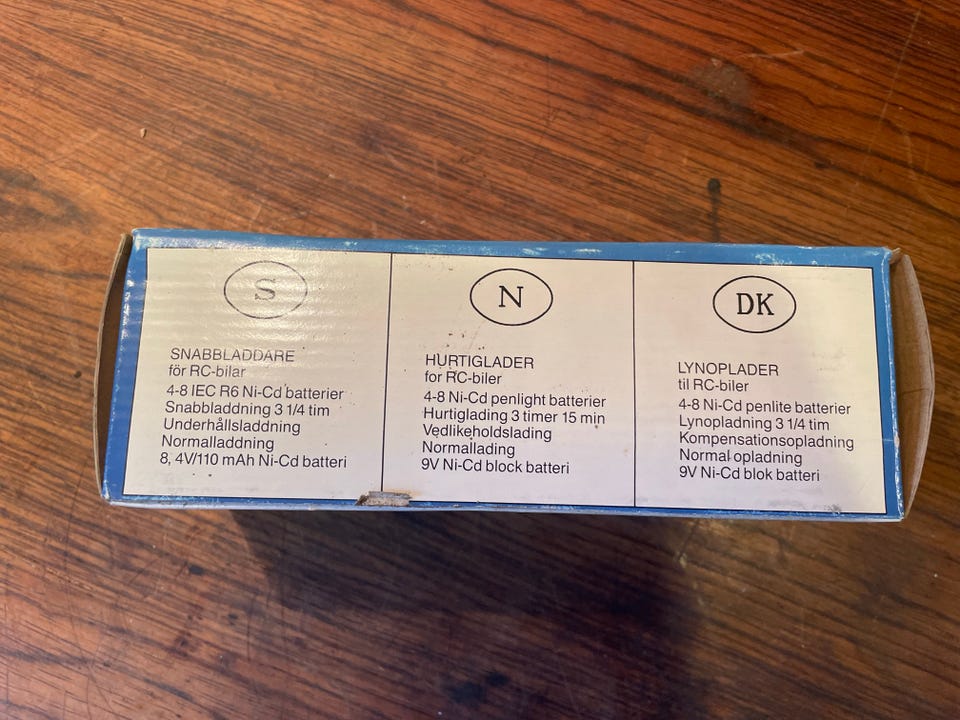 S
SNABBLADDARE
för RC-bilar
4-8 IEC R6 Ni-Cd batterier
Snabbladdning 3 1/4 tim
Underhållsladdning
Normalladdning
8, 4V/110 mAh Ni-Cd batteri
N
HURTIGLADER
for RC-biler
4-8 Ni-Cd penlight batterier
Hurtiglading 3 timer 15 min
Vedlikeholdslading
Normallading
9V Ni-Cd block batteri
DK
LYNOPLADER
til RC-biler
4-8 Ni-Cd penlite batterier
Lynopladning 3 1/4 tim
Kompensationsopladning
Normal opladning
9V Ni-Cd blok batteri